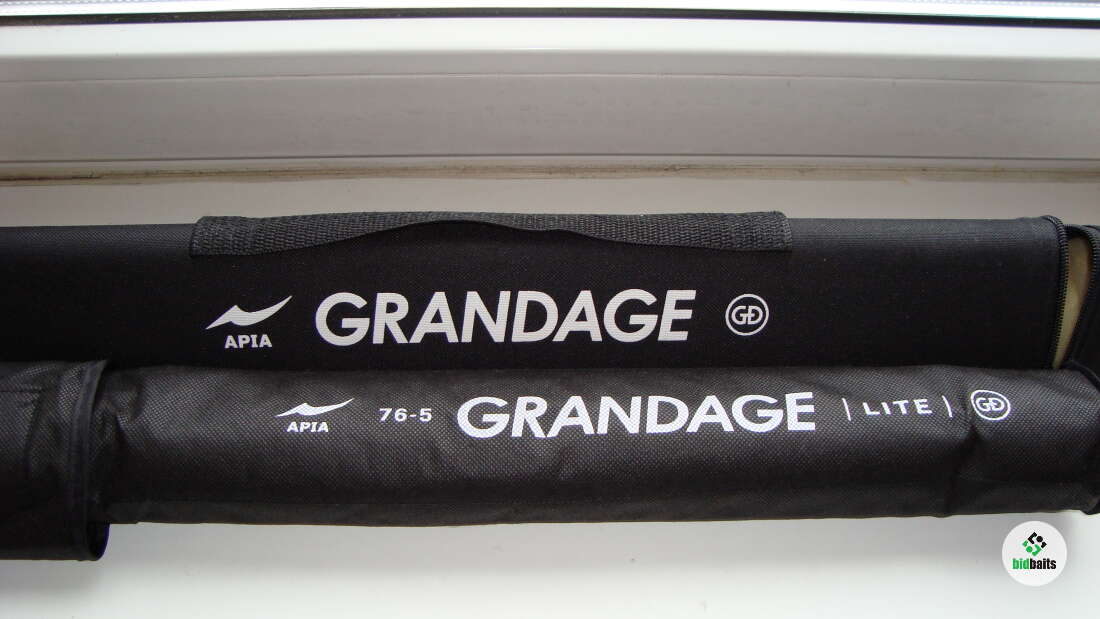 APIA GRANDAGE GD
APIA 76-5 GRANDAGE | LITE | GD
bidbaits